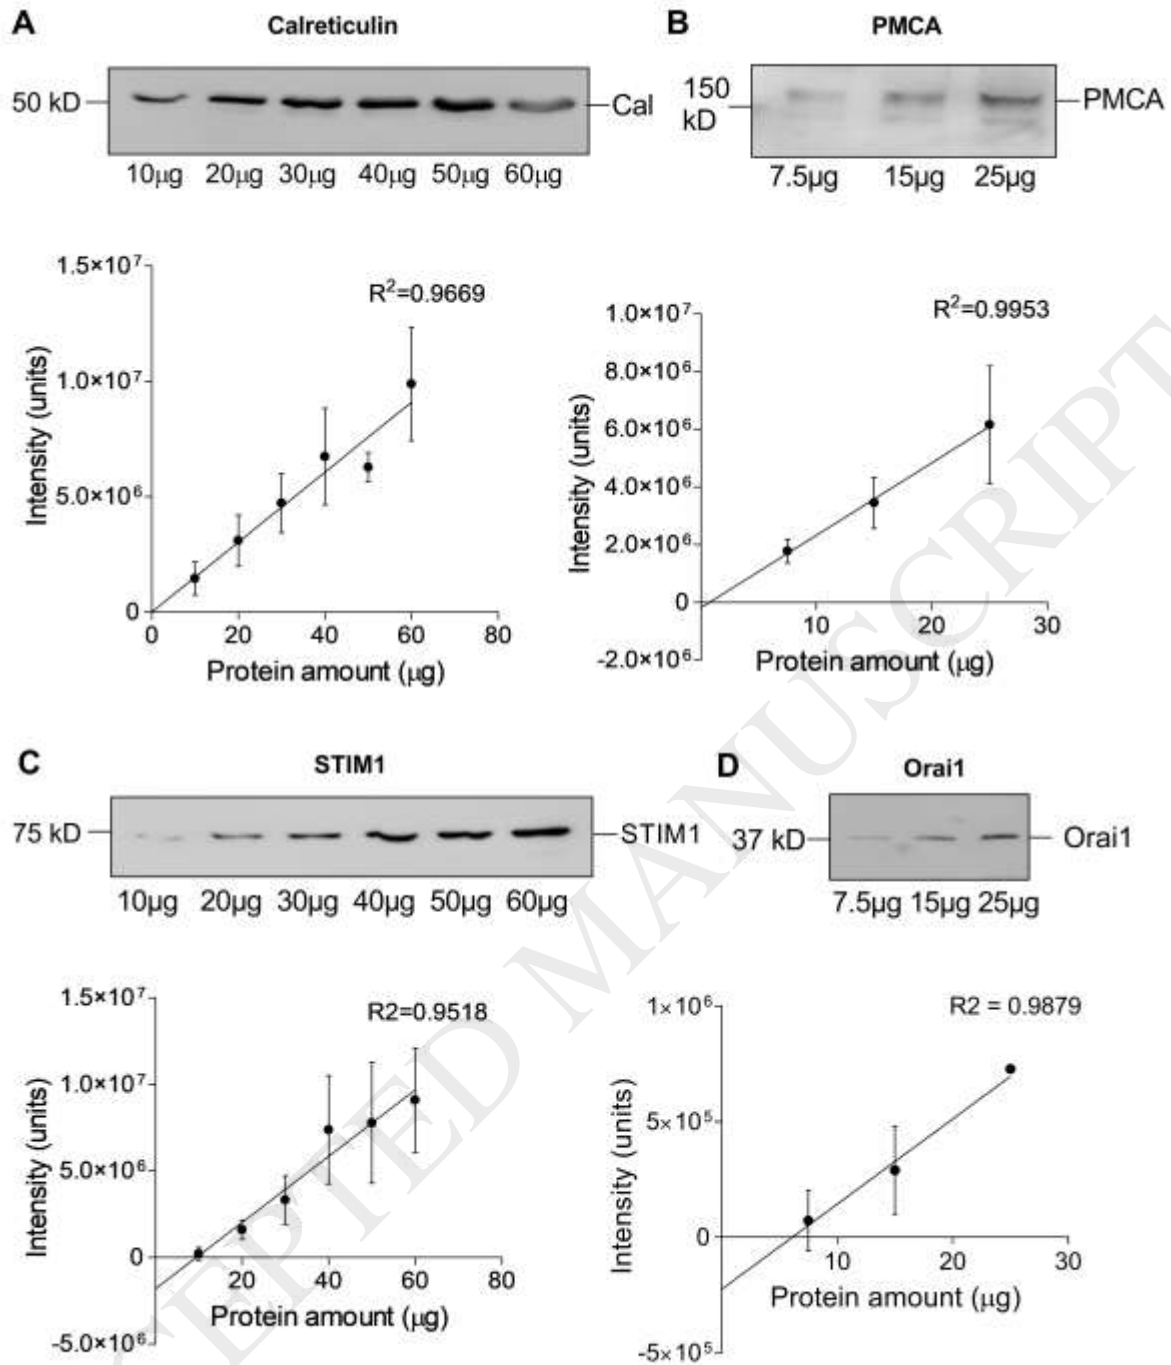 A
Calreticulin
50 kD
Cal
10µg 20µg 30µg 40µg 50µg 60µg
B
PMCA
150
kD
PMCA
7.5µg 15µg 25µg
1.5×10⁷
1.0×10⁷
5.0×10⁶
0
R²=0.9669
Intensity (units)
0 20 40 60 80
Protein amount (µg)
1.0×10⁷
8.0×10⁶
6.0×10⁶
4.0×10⁶
2.0×10⁶
0
-2.0×10⁶
R²=0.9953
Intensity (units)
10 20 30
Protein amount (µg)
C
STIM1
75 kD
STIM1
10µg 20µg 30µg 40µg 50µg 60µg
D
Orai1
37 kD
Orai1
7.5µg 15µg 25µg
1.5×10⁷
1.0×10⁷
5.0×10⁶
0
-5.0×10⁶
R2=0.9518
Intensity (units)
20 40 60 80
Protein amount (µg)
1×10⁶
5×10⁵
0
-5×10⁵
R2 = 0.9879
Intensity (units)
10 20 30
Protein amount (µg)
CEPTED MANUSCRIPT